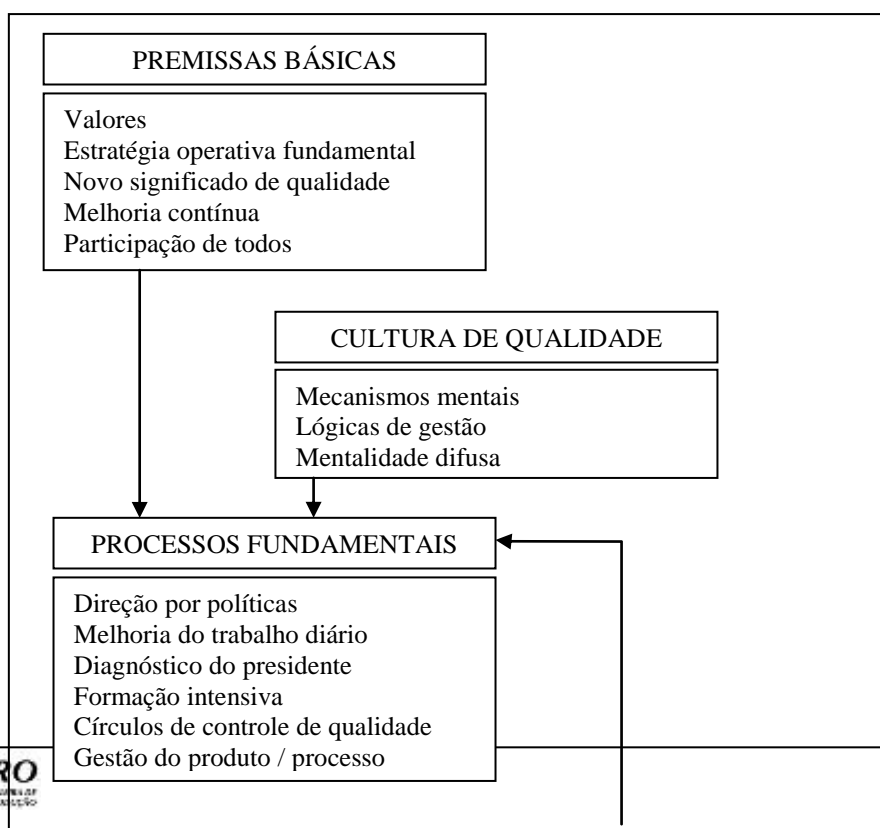 PREMISSAS BÁSICAS
Valores
Estratégia operativa fundamental
Novo significado de qualidade
Melhoria contínua
Participação de todos
CULTURA DE QUALIDADE
Mecanismos mentais
Lógicas de gestão
Mentalidade difusa
PROCESSOS FUNDAMENTAIS
Direção por políticas
Melhoria do trabalho diário
Diagnóstico do presidente
Formação intensiva
Círculos de controle de qualidade
Gestão do produto / processo
RO